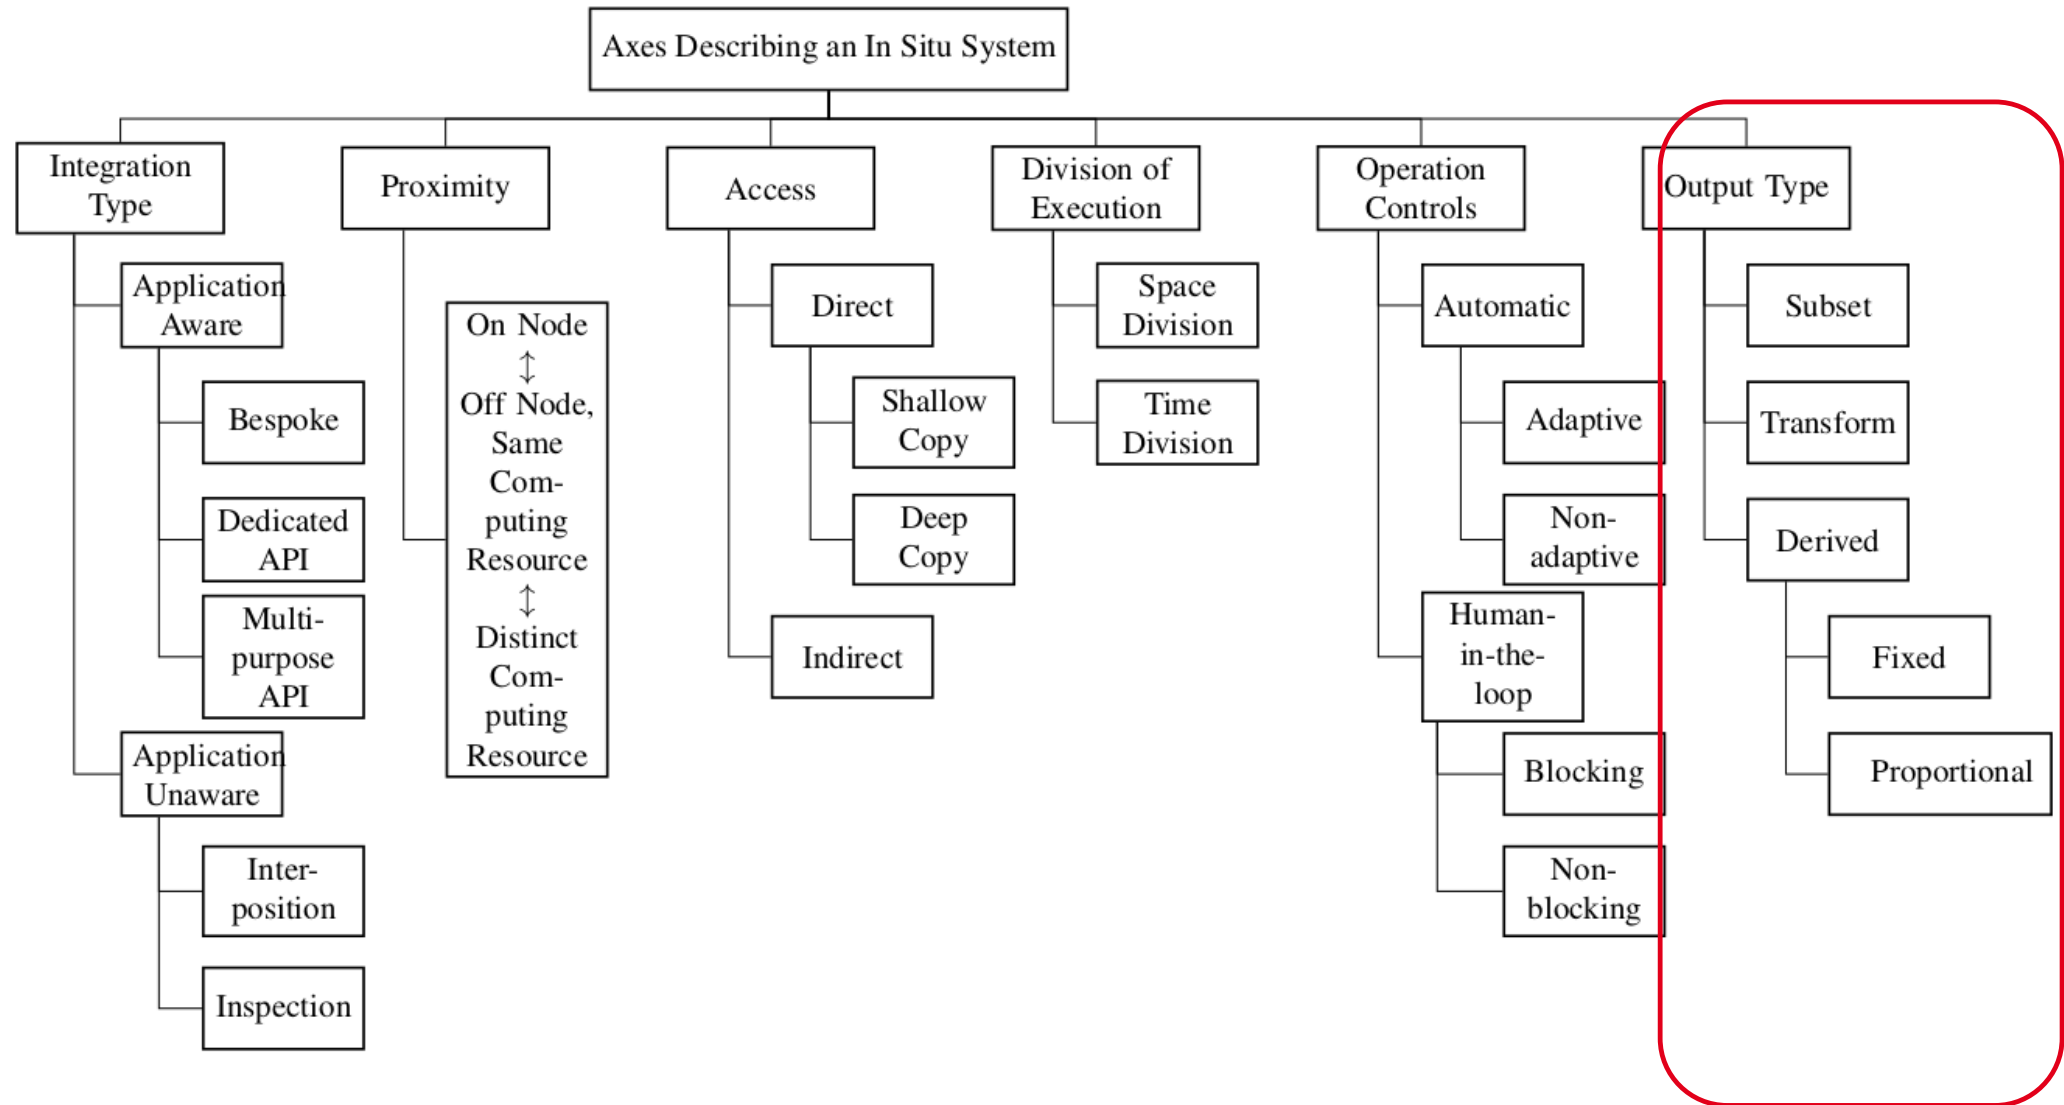 Axes Describing an In Situ System
Integration
Type
Application
Aware
Bespoke
Dedicated
API
Multi-
purpose
API
Application
Unaware
Inter-
position
Inspection
Proximity
On Node
↕
Off Node,
Same
Com-
puting
Resource
↕
Distinct
Com-
puting
Resource
Access
Direct
Shallow
Copy
Deep
Copy
Indirect
Division of
Execution
Space
Division
Time
Division
Operation
Controls
Automatic
Adaptive
Non-
adaptive
Human-
in-the-
loop
Blocking
Non-
blocking
Output Type
Subset
Transform
Derived
Fixed
Proportional